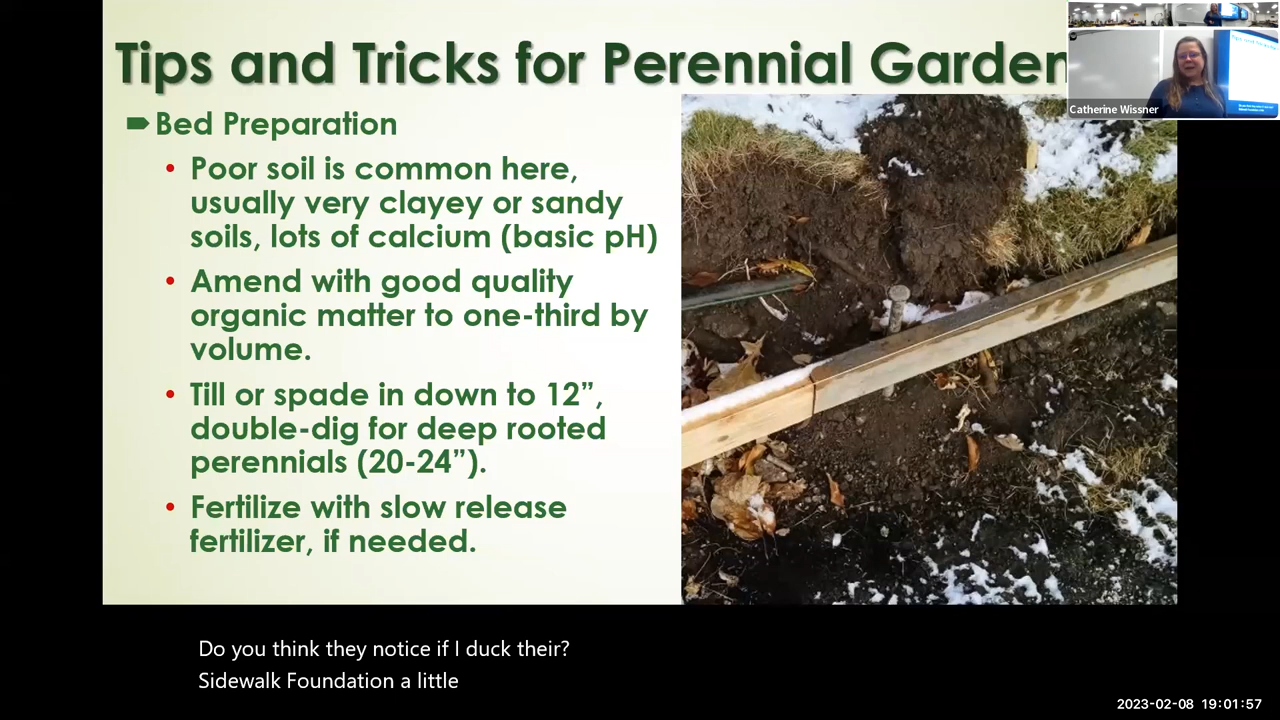 Tips and Tricks for Perennial Garden
Catherine Wissner
Bed Preparation
Poor soil is common here,
usually very clayey or sandy
soils, lots of calcium (basic pH)
Amend with good quality
organic matter to one-third by
volume.
Till or spade in down to 12”,
double-dig for deep rooted
perennials (20-24”).
Fertilize with slow release
fertilizer, if needed.
Do you think they notice if I duck their?
Sidewalk Foundation a little
2023-02-08 19:01:57